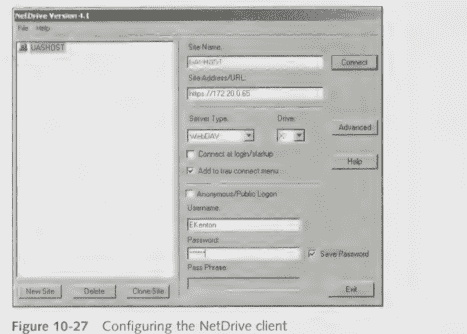 NetDrive Version 4.1
File Help
UASHOST
Site Name:
UASHOST
Connect
Site Address/URL:
https://172.20.0.65
Server Type:
Drive:
WebDAV
X:
Advanced
Connect at login/startup
Add to tray connect menu
Help
Anonymous/Public Logon
Username:
EKenton
Password:
Save Password
Pass Phrase:
New Site
Delete
Clone Site
Exit
Figure 10-27 Configuring the NetDrive client